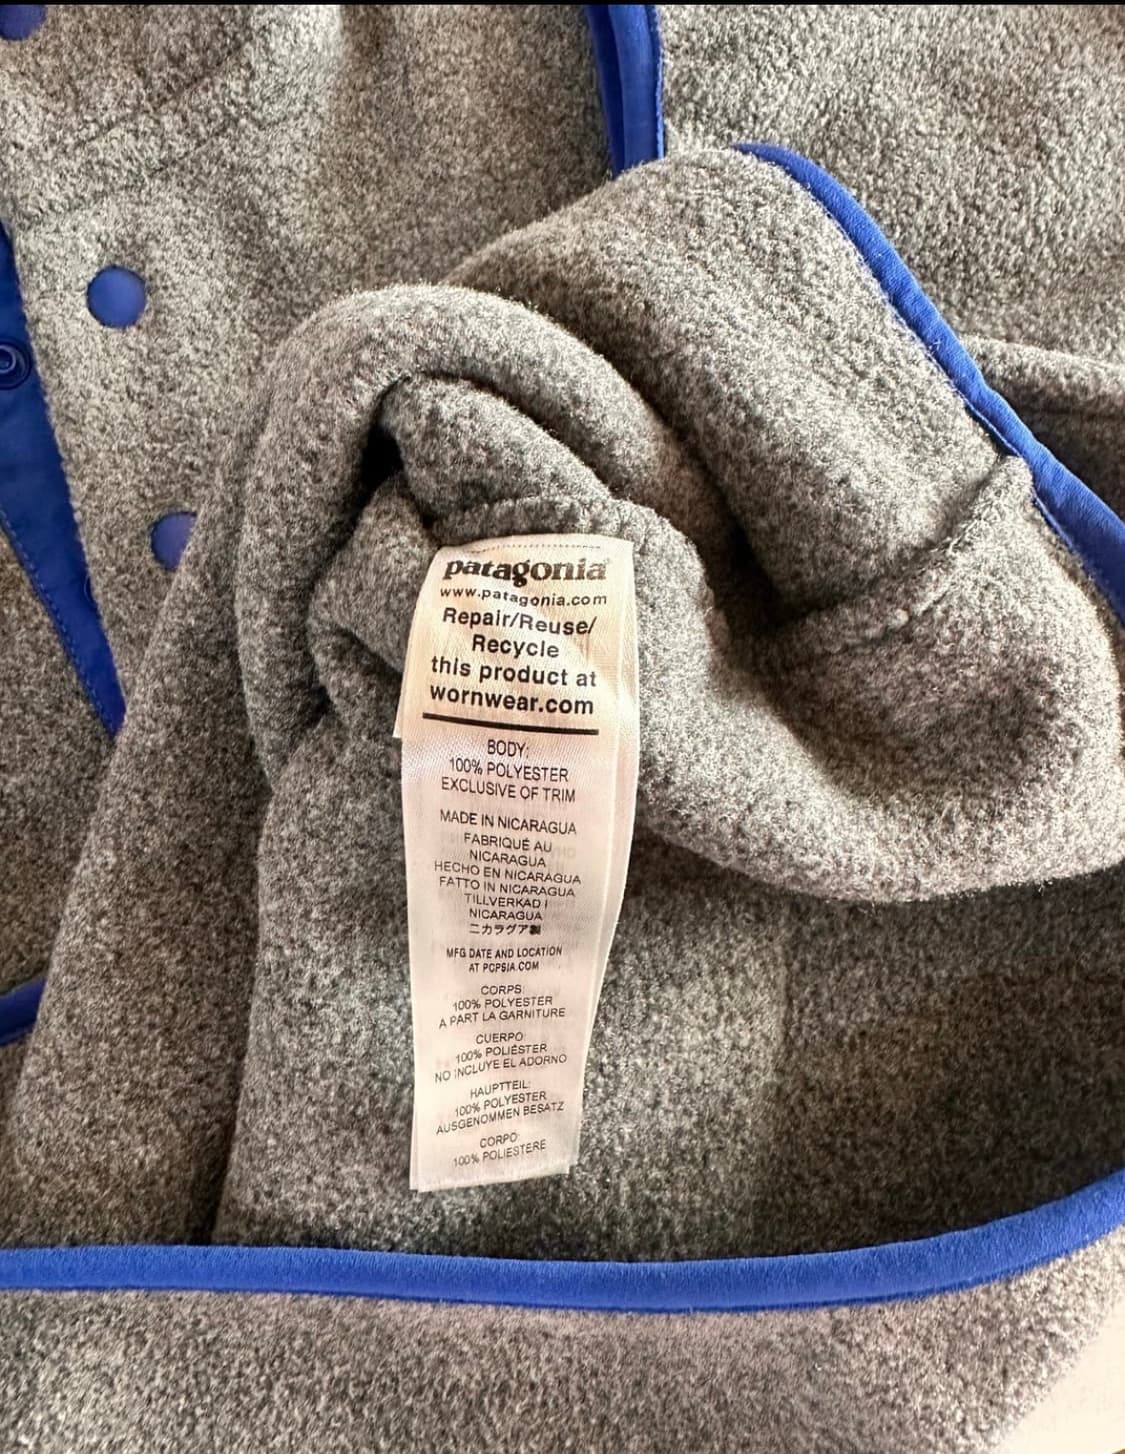 patagonia
www.patagonia.com
Repair/Reuse/
Recycle
this product at
wornwear.com
BODY:
100% POLYESTER
EXCLUSIVE OF TRIM
MADE IN NICARAGUA
FABRIQUÉ AU
NICARAGUA
HECHO EN NICARAGUA
FATTO IN NICARAGUA
TILLVERKAD I
NICARAGUA
ニカラグア製
MFG DATE AND LOCATION
AT PCPSIA.COM
CORPS:
100% POLYESTER
A PART LA GARNITURE
CUERPO:
100% POLIÉSTER
NO INCLUYE EL ADORNO
HAUPTTEIL:
100% POLYESTER
AUSGENOMMEN BESATZ
CORPO:
100% POLIESTERE